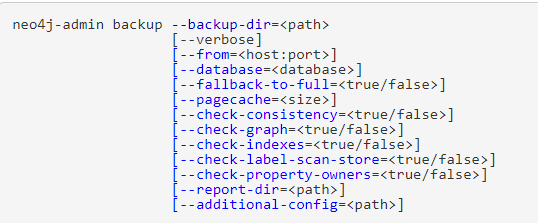 neo4j-admin backup --backup-dir=<path>
[--verbose]
[--from=<host:port>]
[--database=<database>]
[--fallback-to-full=<true/false>]
[--pagecache=<size>]
[--check-consistency=<true/false>]
[--check-graph=<true/false>]
[--check-indexes=<true/false>]
[--check-label-scan-store=<true/false>]
[--check-property-owners=<true/false>]
[--report-dir=<path>]
[--additional-config=<path>]